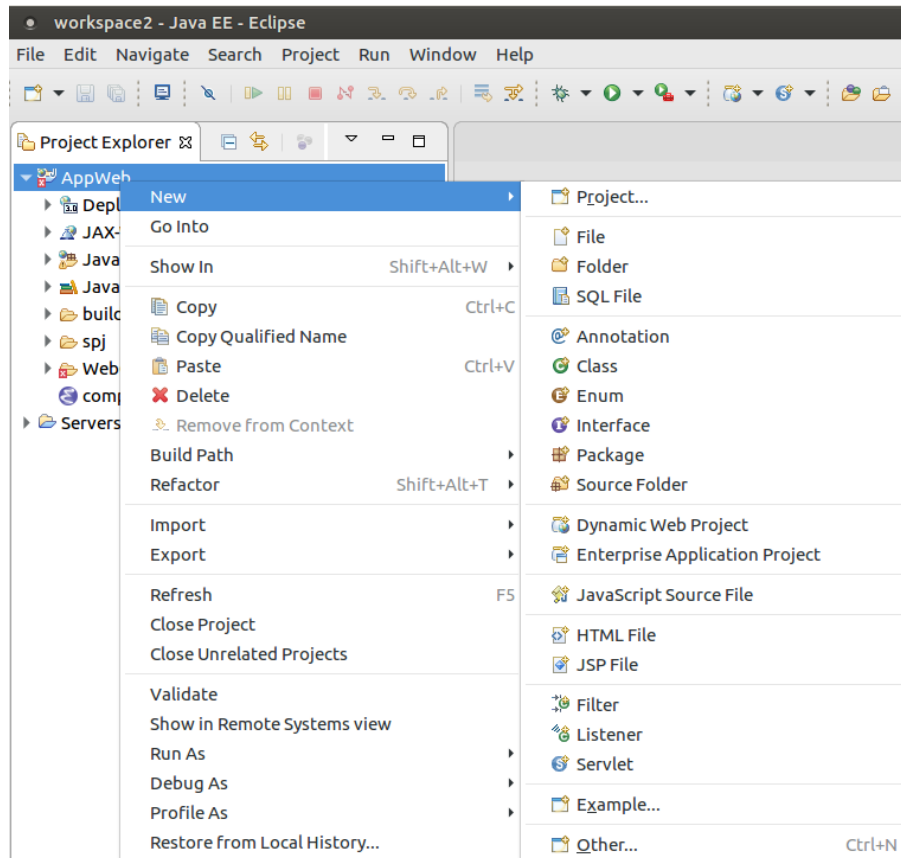 workspace2 - Java EE - Eclipse
File Edit Navigate Search Project Run Window Help
Project Explorer
AppWeb
Depl
JAX-
Java
Java
build
spj
Web
comp
Servers
New
Go Into
Show In Shift+Alt+W
Copy Ctrl+C
Copy Qualified Name
Paste Ctrl+V
Delete
Remove from Context
Build Path
Refactor Shift+Alt+T
Import
Export
Refresh F5
Close Project
Close Unrelated Projects
Validate
Show in Remote Systems view
Run As
Debug As
Profile As
Restore from Local History...
Project...
File
Folder
SQL File
Annotation
Class
Enum
Interface
Package
Source Folder
Dynamic Web Project
Enterprise Application Project
JavaScript Source File
HTML File
JSP File
Filter
Listener
Servlet
Example...
Other... Ctrl+N